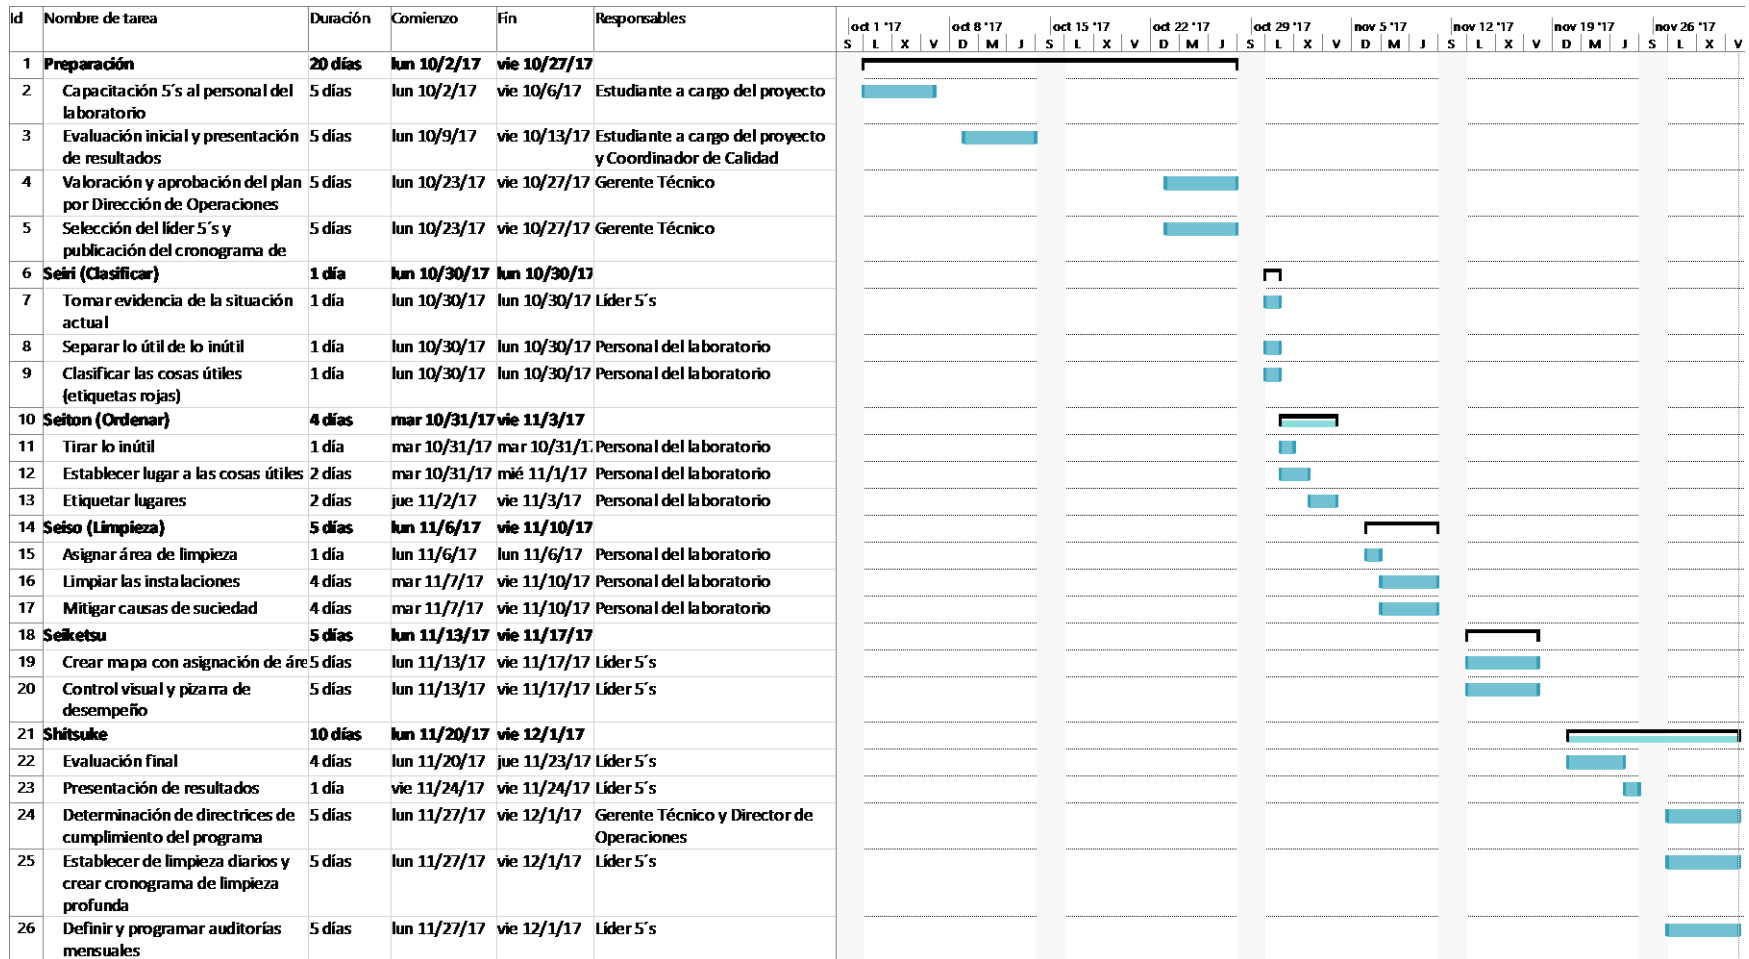 Id Nombre de tarea Duración Comienzo Fin Responsables
oct 1 '17 oct 8 '17 oct 15 '17 oct 22 '17 oct 29 '17 nov 5 '17 nov 12 '17 nov 19 '17 nov 26 '17
S L X V D M J S L X V D M J S L X V D M J S L X V D M J S L X V
1 Preparación 20 días lun 10/2/17 vie 10/27/17
2 Capacitación 5´s al personal del 5 días lun 10/2/17 vie 10/6/17 Estudiante a cargo del proyecto
laboratorio
3 Evaluación inicial y presentación 5 días lun 10/9/17 vie 10/13/17 Estudiante a cargo del proyecto
de resultados y Coordinador de Calidad
4 Valoración y aprobación del plan 5 días lun 10/23/17 vie 10/27/17 Gerente Técnico
por Dirección de Operaciones
5 Selección del líder 5´s y 5 días lun 10/23/17 vie 10/27/17 Gerente Técnico
publicación del cronograma de
6 Seiri (Clasificar) 1 día lun 10/30/17 lun 10/30/17
7 Tomar evidencia de la situación 1 día lun 10/30/17 lun 10/30/17 Líder 5´s
actual
8 Separar lo útil de lo inútil 1 día lun 10/30/17 lun 10/30/17 Personal del laboratorio
9 Clasificar las cosas útiles 1 día lun 10/30/17 lun 10/30/17 Personal del laboratorio
(etiquetas rojas)
10 Seiton (Ordenar) 4 días mar 10/31/17 vie 11/3/17
11 Tirar lo inútil 1 día mar 10/31/17 mar 10/31/1 Personal del laboratorio
12 Establecer lugar a las cosas útiles 2 días mar 10/31/17 mié 11/1/17 Personal del laboratorio
13 Etiquetar lugares 2 días jue 11/2/17 vie 11/3/17 Personal del laboratorio
14 Seiso (Limpieza) 5 días lun 11/6/17 vie 11/10/17
15 Asignar área de limpieza 1 día lun 11/6/17 lun 11/6/17 Personal del laboratorio
16 Limpiar las instalaciones 4 días mar 11/7/17 vie 11/10/17 Personal del laboratorio
17 Mitigar causas de suciedad 4 días mar 11/7/17 vie 11/10/17 Personal del laboratorio
18 Seiketsu 5 días lun 11/13/17 vie 11/17/17
19 Crear mapa con asignación de áre 5 días lun 11/13/17 vie 11/17/17 Líder 5´s
20 Control visual y pizarra de 5 días lun 11/13/17 vie 11/17/17 Líder 5´s
desempeño
21 Shitsuke 10 días lun 11/20/17 vie 12/1/17
22 Evaluación final 4 días lun 11/20/17 jue 11/23/17 Líder 5´s
23 Presentación de resultados 1 día vie 11/24/17 vie 11/24/17 Líder 5´s
24 Determinación de directrices de 5 días lun 11/27/17 vie 12/1/17 Gerente Técnico y Director de
cumplimiento del programa Operaciones
25 Establecer de limpieza diarios y 5 días lun 11/27/17 vie 12/1/17 Líder 5´s
crear cronograma de limpieza
profunda
26 Definir y programar auditorías 5 días lun 11/27/17 vie 12/1/17 Líder 5´s
mensuales